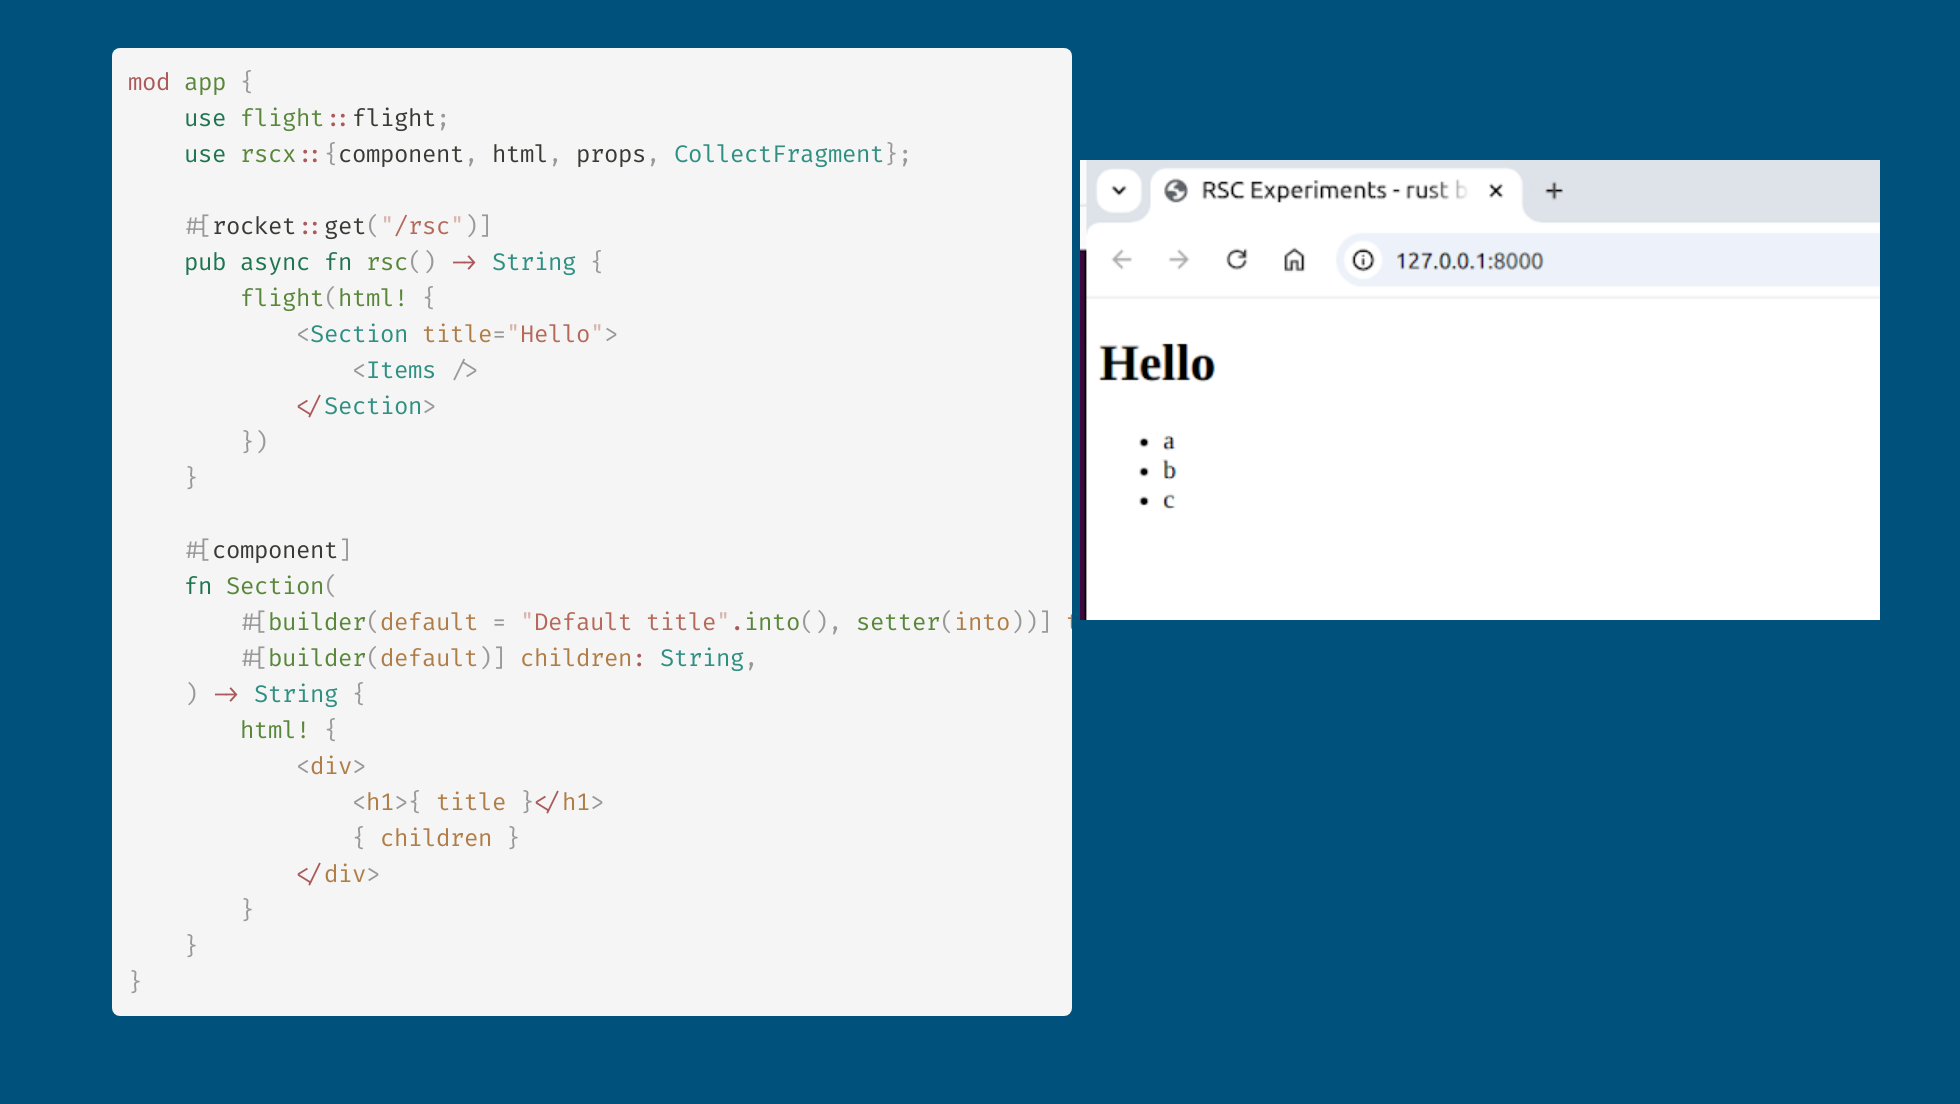 mod app {
    use flight::flight;
    use rscx::{component, html, props, CollectFragment};

    #[rocket::get("/rsc")]
    pub async fn rsc() -> String {
        flight(html! {
            <Section title="Hello">
                <Items />
            </Section>
        })
    }

    #[component]
    fn Section(
        #[builder(default = "Default title".into(), setter(into))]
        #[builder(default)] children: String,
    ) -> String {
        html! {
            <div>
                <h1>{ title }</h1>
                { children }
            </div>
        }
    }
}
RSC Experiments - rust
127.0.0.1:8000
Hello
• a
• b
• c